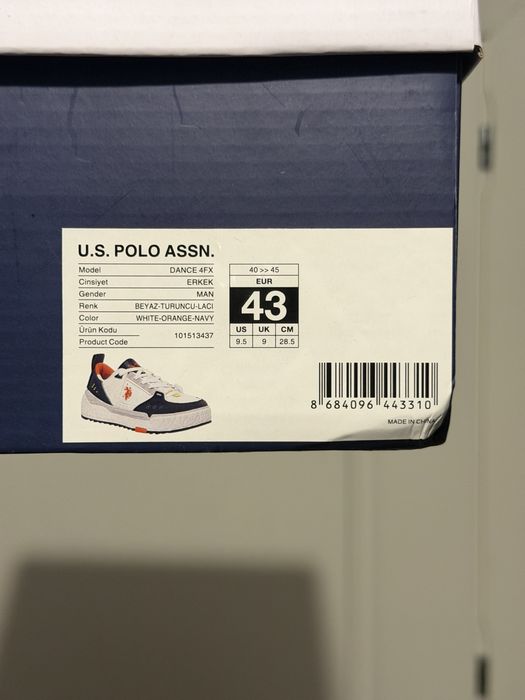 U.S. POLO ASSN.
Model DANCE 4FX
Cinsiyet ERKEK
Gender MAN
Renk BEYAZ-TURUNCU-LACI
Color WHITE-ORANGE-NAVY
Ürün Kodu
Product Code 101513437
40 >> 45
EUR
43
US UK CM
9.5 9 28.5
8 684096 443310
MADE IN CHINA